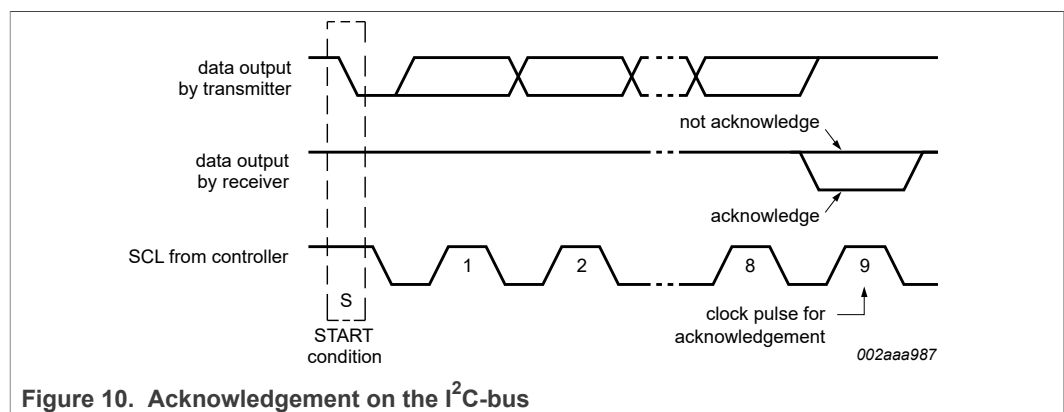 data output
by transmitter
not acknowledge
data output
by receiver
acknowledge
SCL from controller
1
2
8
9
S
START
condition
clock pulse for
acknowledgement
002aaa987
Figure 10. Acknowledgement on the I²C-bus